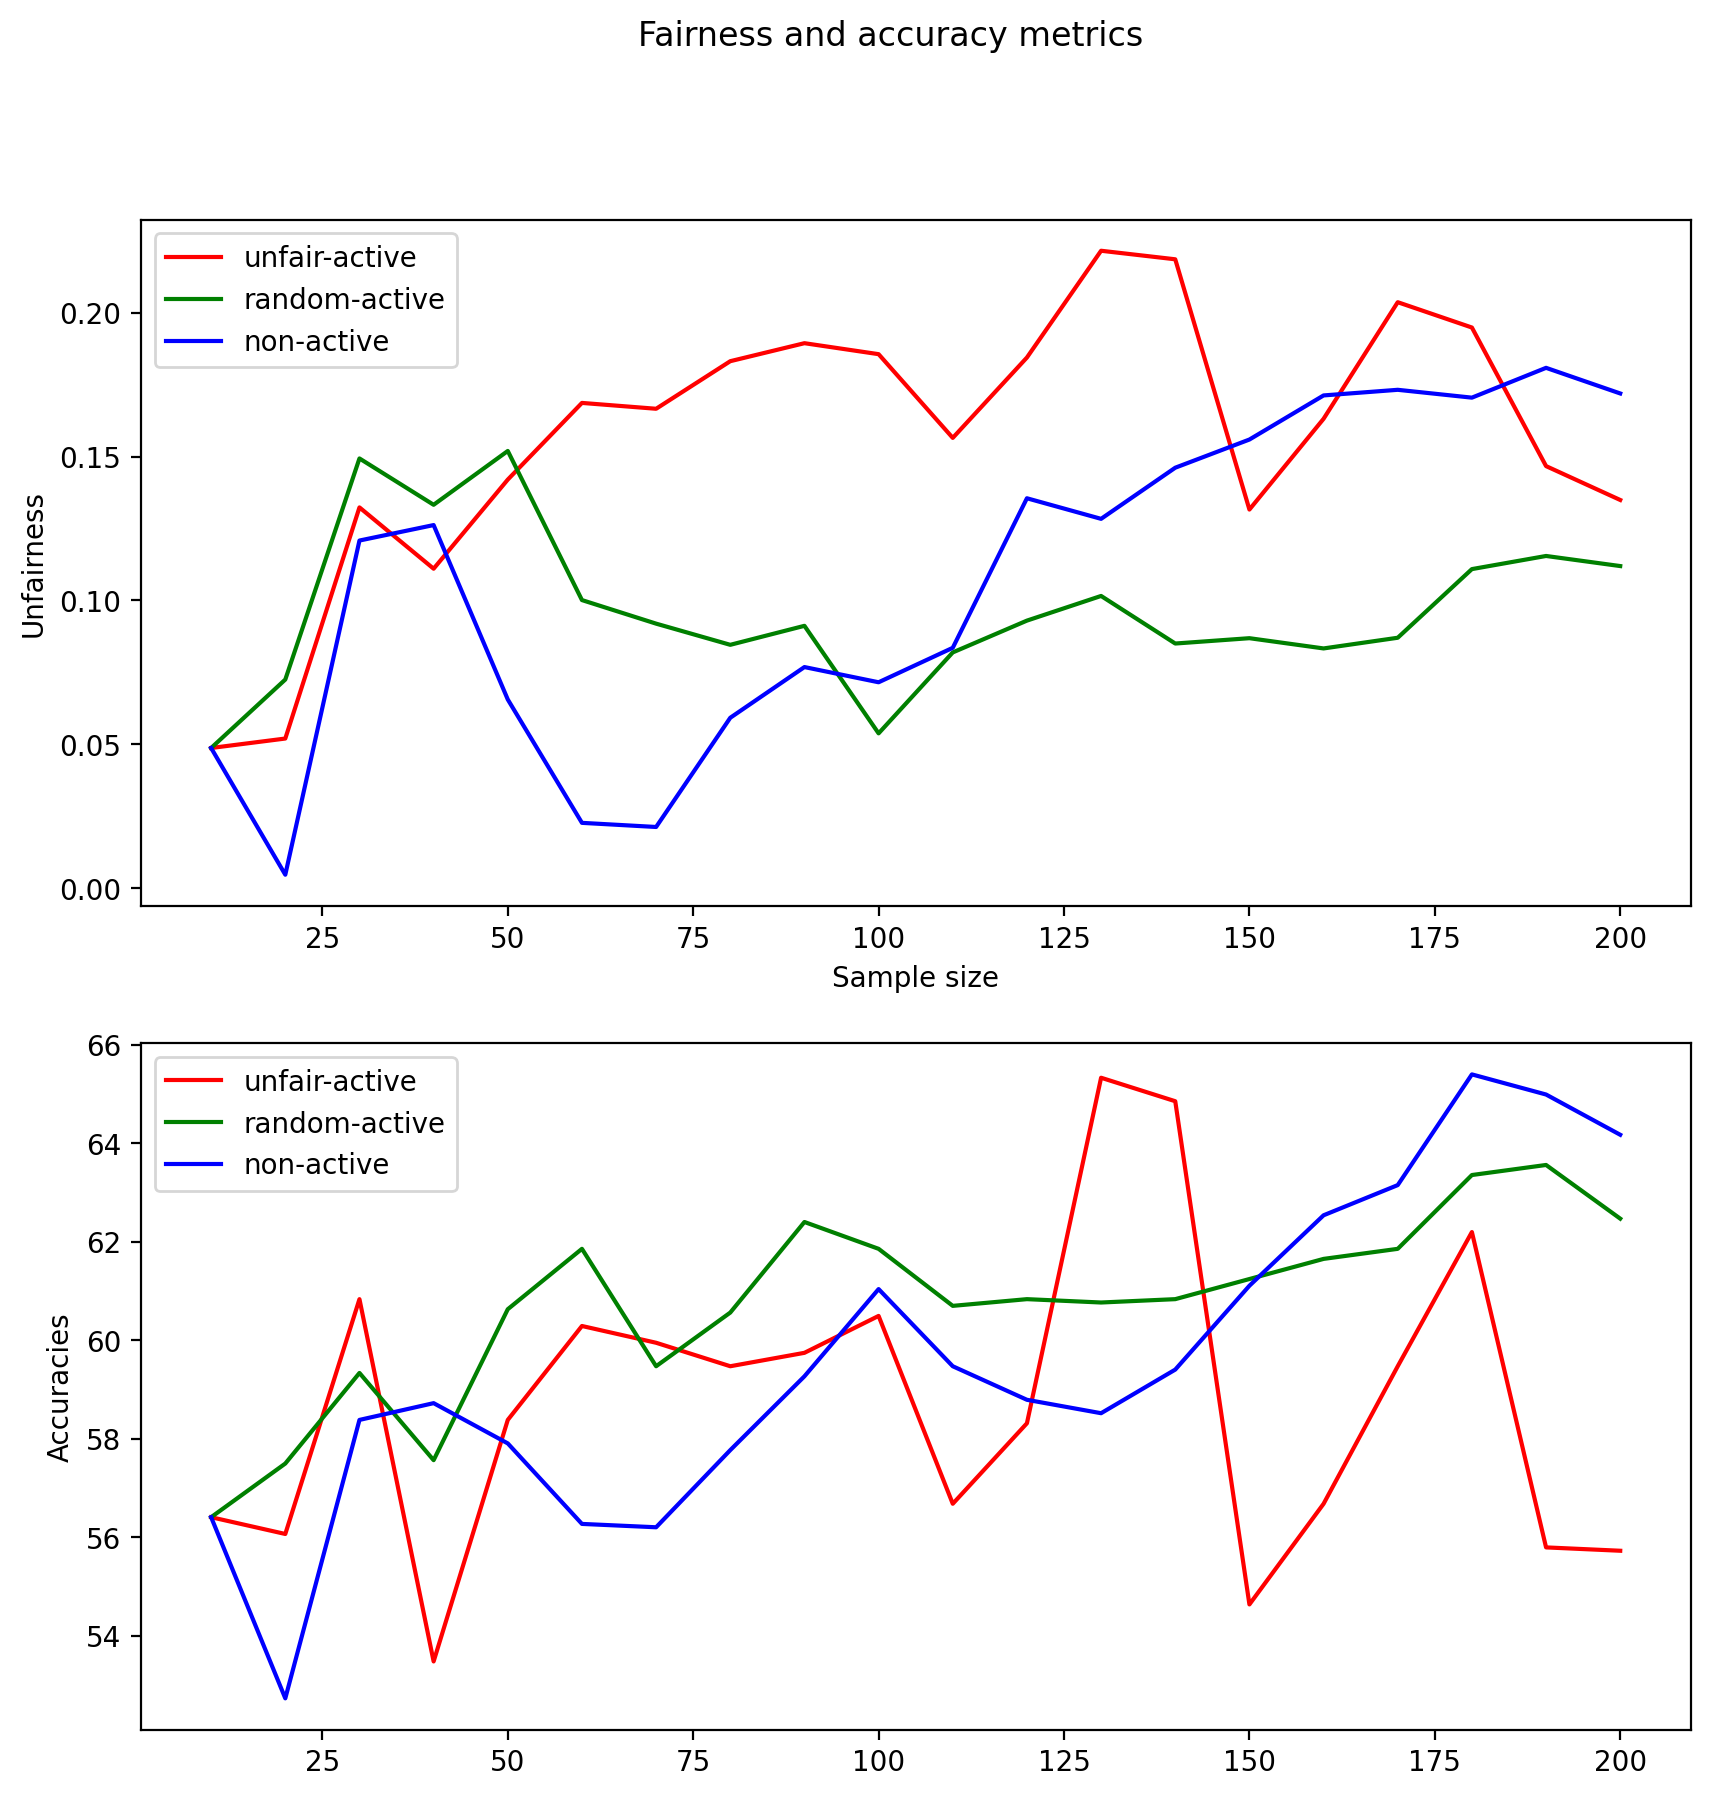 Fairness and accuracy metrics
unfair-active
random-active
non-active
0.20
0.15
0.10
0.05
0.00
Unfairness
25 50 75 100 125 150 175 200
Sample size
unfair-active
random-active
non-active
66
64
62
60
58
56
54
Accuracies
25 50 75 100 125 150 175 200